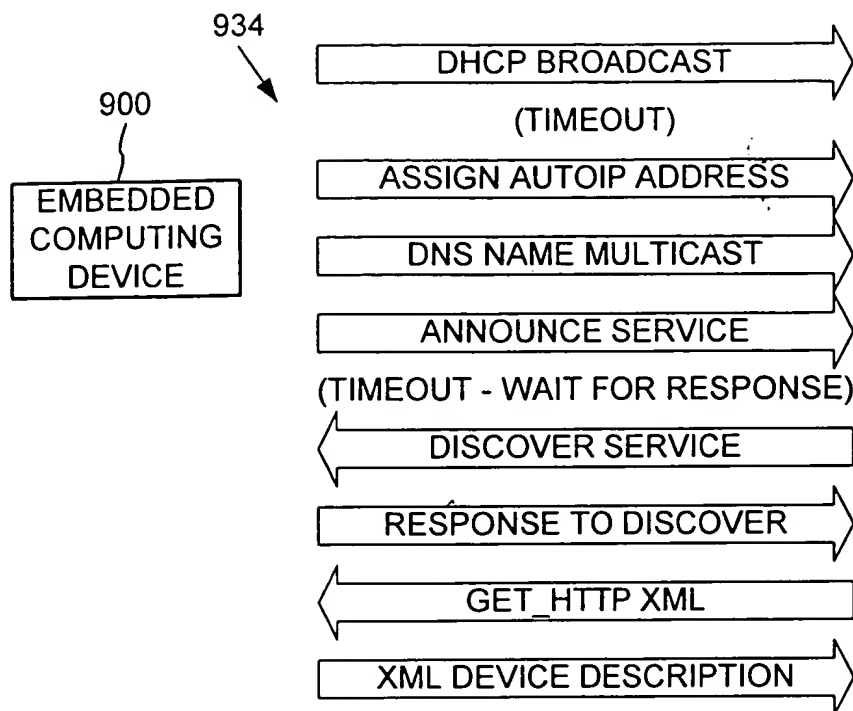 934
DHCP BROADCAST
900
(TIMEOUT)
ASSIGN AUTOIP ADDRESS
EMBEDDED
COMPUTING
DEVICE
DNS NAME MULTICAST
ANNOUNCE SERVICE
(TIMEOUT - WAIT FOR RESPONSE)
DISCOVER SERVICE
RESPONSE TO DISCOVER
GET_HTTP XML
XML DEVICE DESCRIPTION